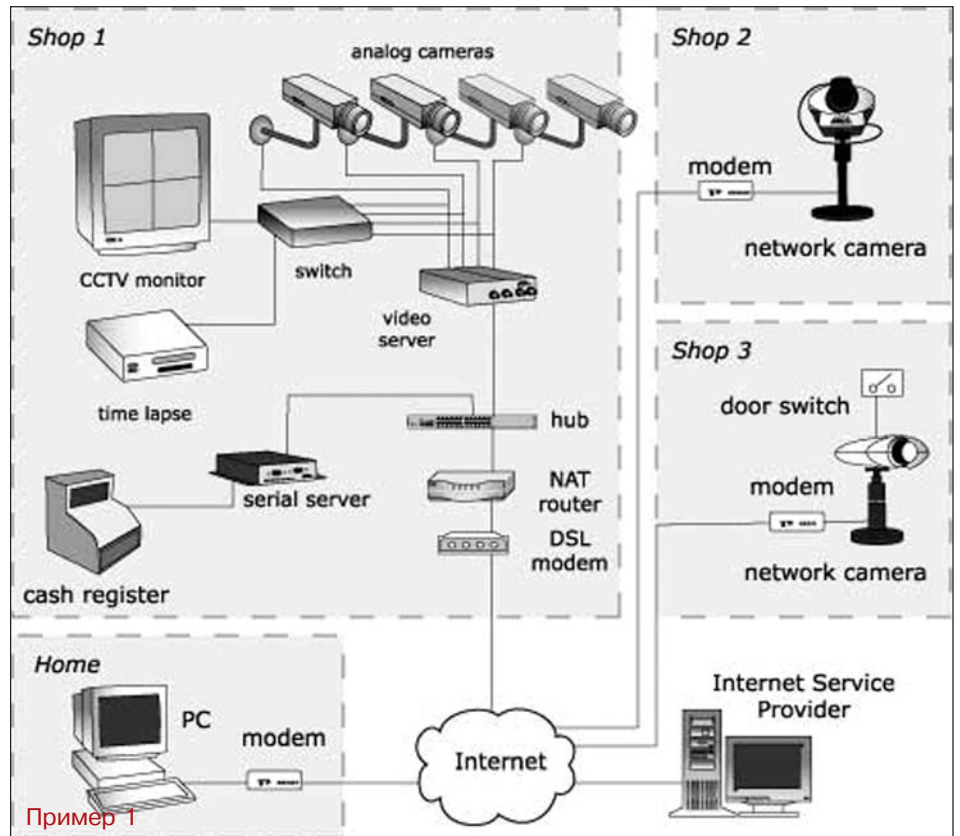 Shop 1
analog cameras
CCTV monitor
switch
video
server
time lapse
hub
serial server
NAT
router
DSL
modem
cash register
Shop 2
modem
network camera
Shop 3
door switch
modem
network camera
Home
PC
modem
Internet
Internet Service
Provider
Пример 1